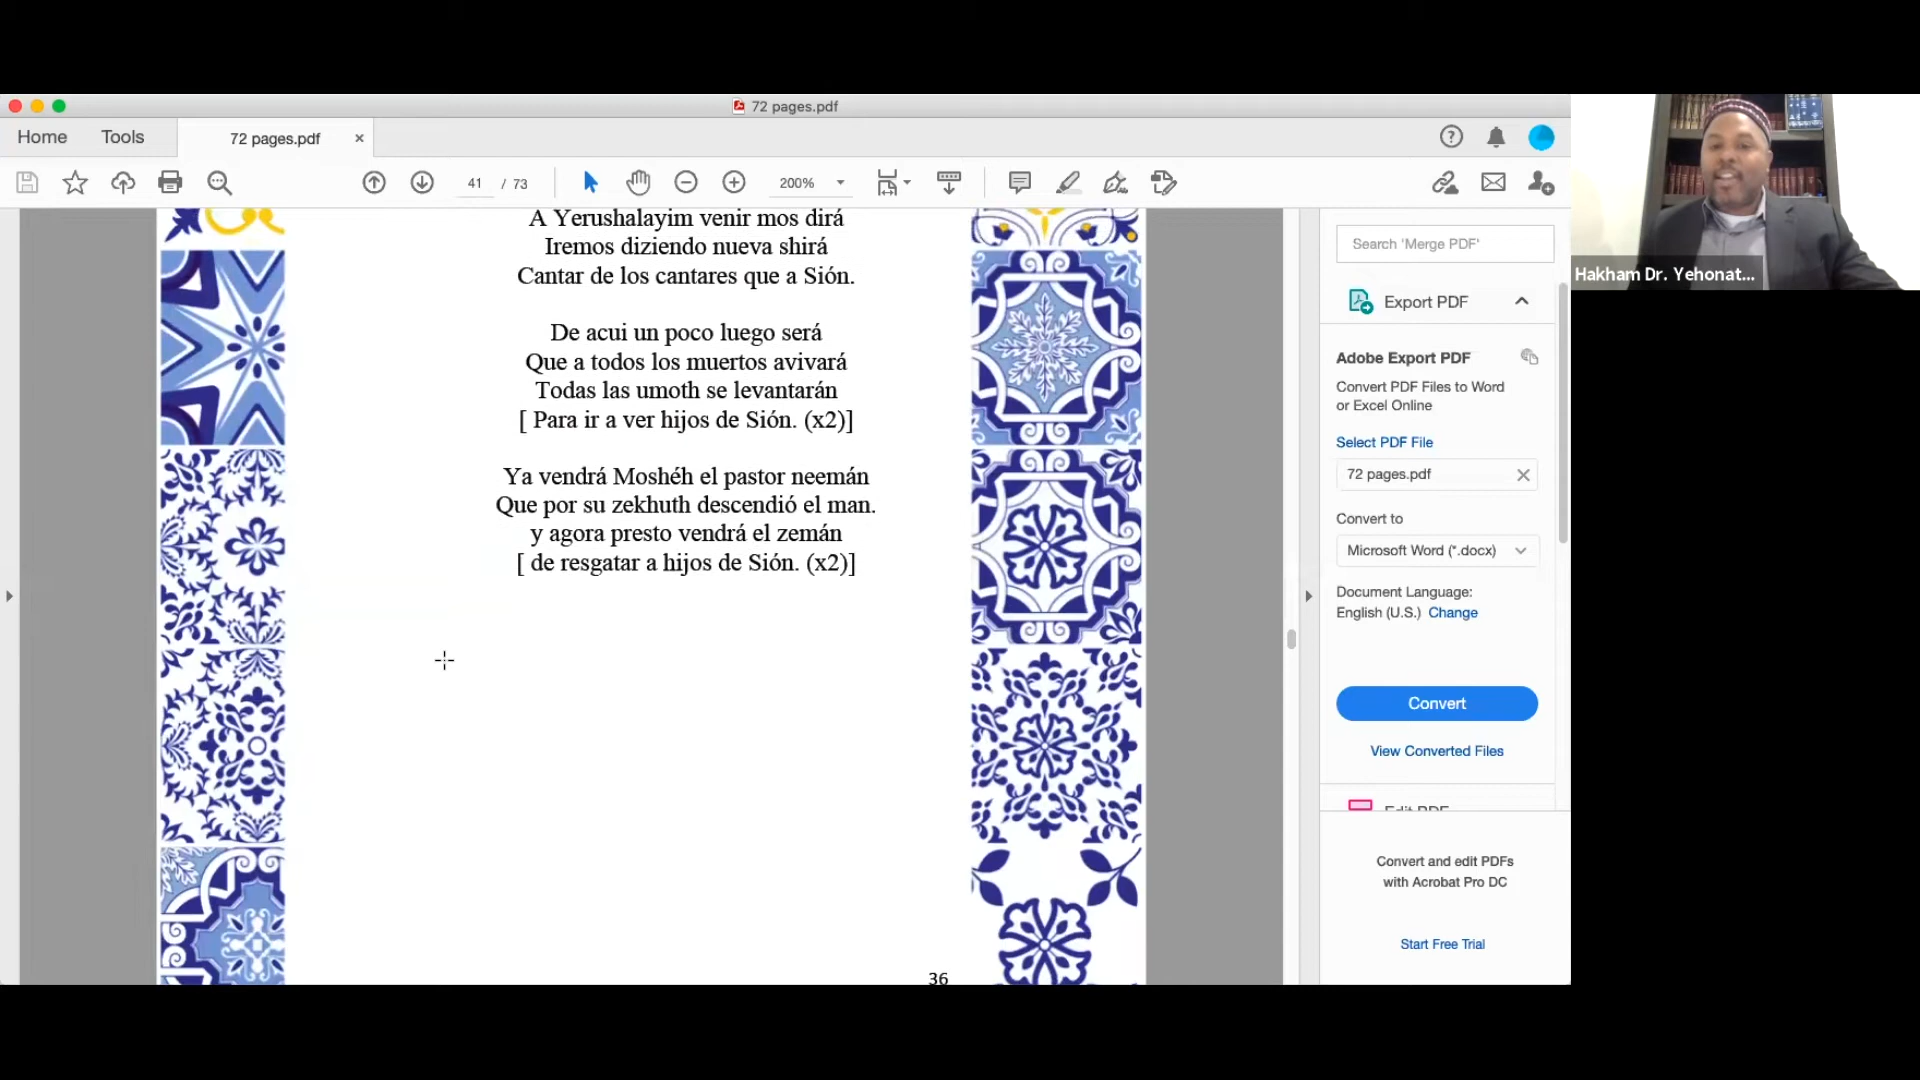 72 pages.pdf
Home
Tools
72 pages.pdf
41 / 73
200%
A Yerushalayim venir mos dirá
Iremos diziendo nueva shirá
Cantar de los cantares que a Sión.
De acui un poco luego será
Que a todos los muertos avivará
Todas las umoth se levantarán
[ Para ir a ver hijos de Sión. (x2)]
Ya vendrá Moshéh el pastor neemán
Que por su zekhuth descendió el man.
y agora presto vendrá el zemán
[ de resgatar a hijos de Sión. (x2)]
36
Search 'Merge PDF'
Export PDF
Adobe Export PDF
Convert PDF Files to Word
or Excel Online
Select PDF File
72 pages.pdf
Convert to
Microsoft Word (*.docx)
Document Language:
English (U.S.) Change
Convert
View Converted Files
Edit PDF
Convert and edit PDFs
with Acrobat Pro DC
Start Free Trial
Hakham Dr. Yehonat...